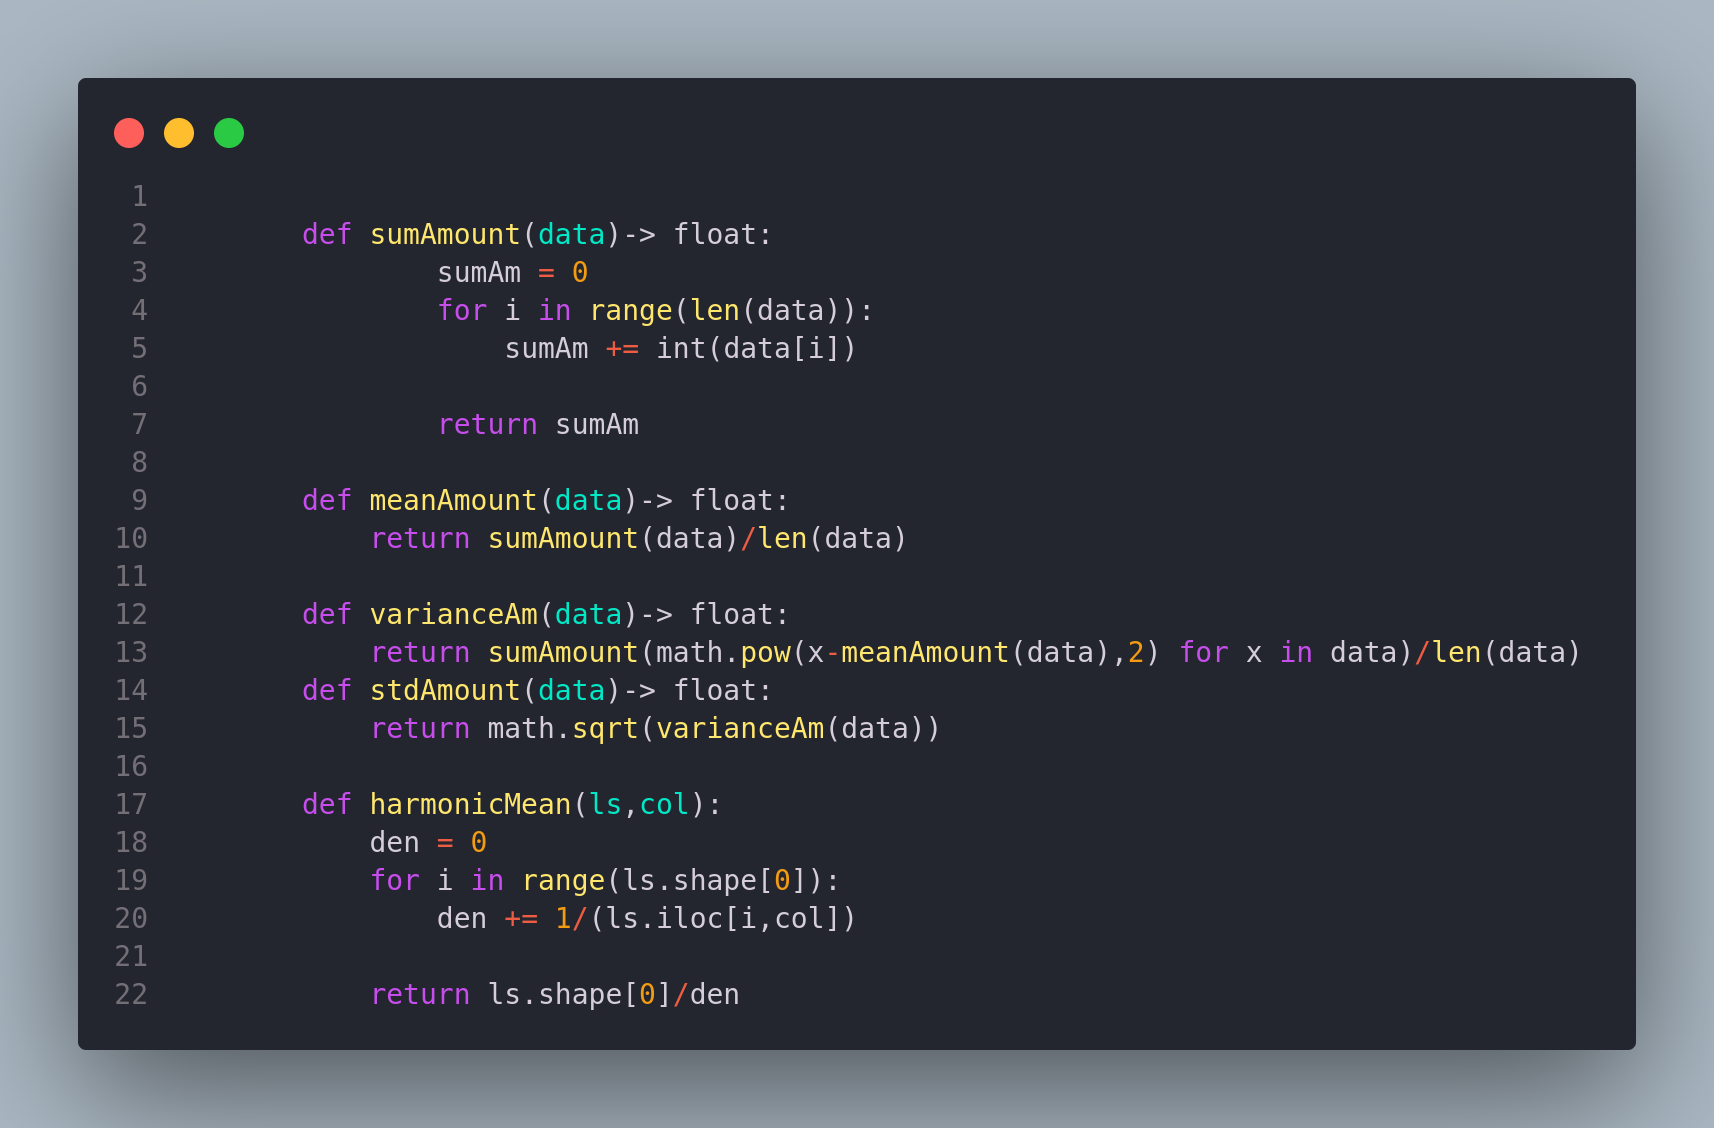 1
2 def sumAmount(data)-> float:
3 sumAm = 0
4 for i in range(len(data)):
5 sumAm += int(data[i])
6
7 return sumAm
8
9 def meanAmount(data)-> float:
10 return sumAmount(data)/len(data)
11
12 def varianceAm(data)-> float:
13 return sumAmount(math.pow(x-meanAmount(data),2) for x in data)/len(data)
14 def stdAmount(data)-> float:
15 return math.sqrt(varianceAm(data))
16
17 def harmonicMean(ls,col):
18 den = 0
19 for i in range(ls.shape[0]):
20 den += 1/(ls.iloc[i,col])
21
22 return ls.shape[0]/den